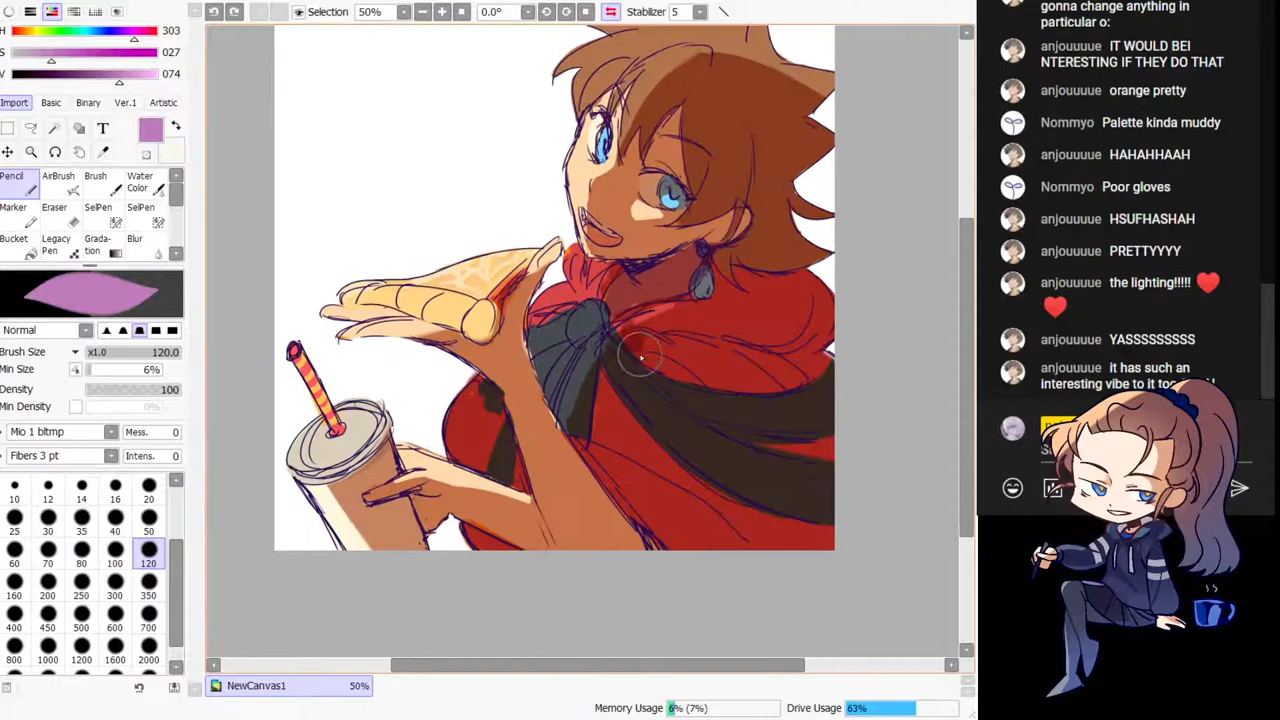 Selection 50% 0.0° Stabilizer 5
H 303
S 027
V 074
Import Basic Binary Ver.1 Artistic
T
Pencil AirBrush Brush Water Color
Marker Eraser SelPen SelPen
Bucket Legacy Pen Gradation Blur
Normal
Brush Size x1.0 120.0
Min Size 6%
Density 100
Min Density
Mio 1 bltmp Mess. 0
Fibers 3 pt Intens. 0
10 12 14 16 20
25 30 35 40 50
60 70 80 100 120
160 200 250 300 350
400 450 500 600 700
800 1000 1200 1600 2000
NewCanvas1 50%
Memory Usage 6% (7%) Drive Usage 63%
gonna change anything in
particular o:
anjouuuue IT WOULD BEI
NTERESTING IF THEY DO THAT
anjouuuue orange pretty
Nommyo Palette kinda muddy
anjouuuue HAHAHHAAH
Nommyo Poor gloves
anjouuuue HSUFHASHAH
anjouuuue PRETTYYYY
anjouuuue the lighting!!!!!
anjouuuue YASSSSSSSS
anjouuuue it has such an
interesting vibe to it